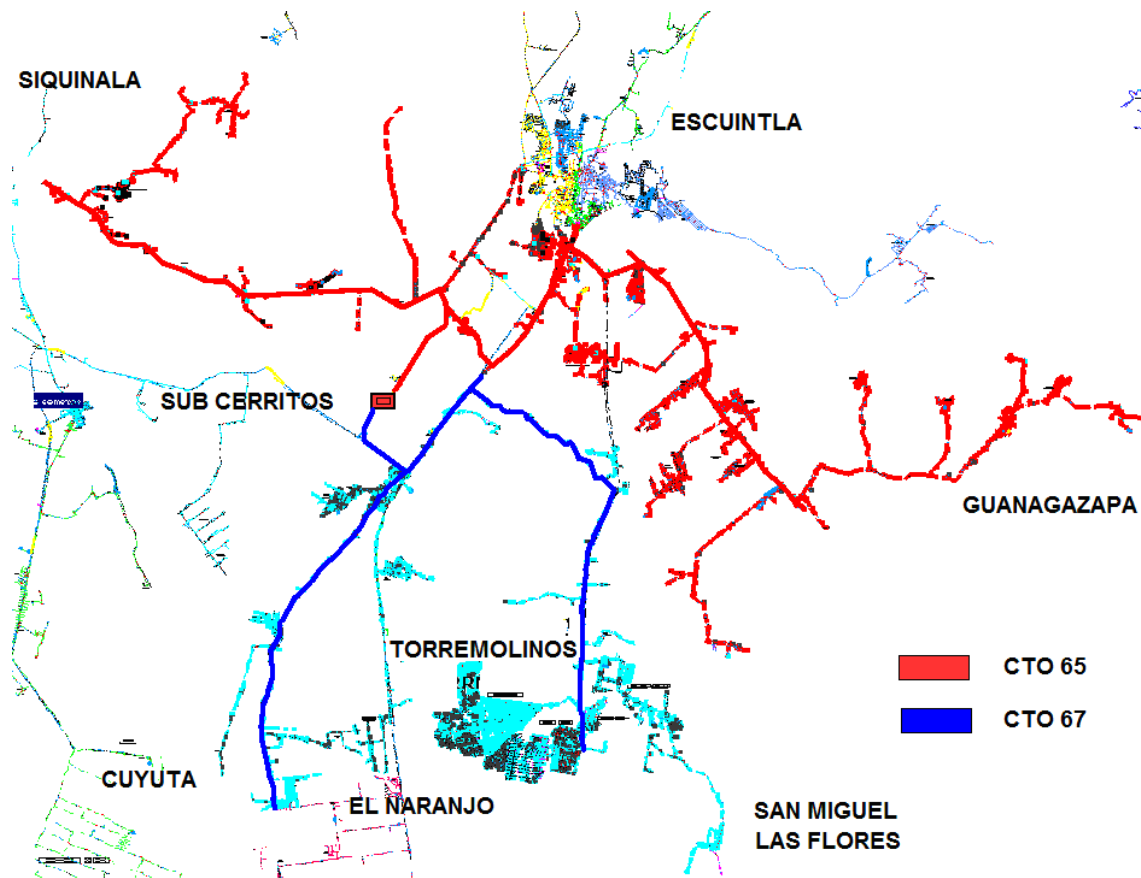 SIQUINALA
ESCUINTLA
SUB CERRITOS
GUANAGAZAPA
TORREMOLINOS
CTO 65
CTO 67
CUYUTA
EL NARANJO
SAN MIGUEL
LAS FLORES